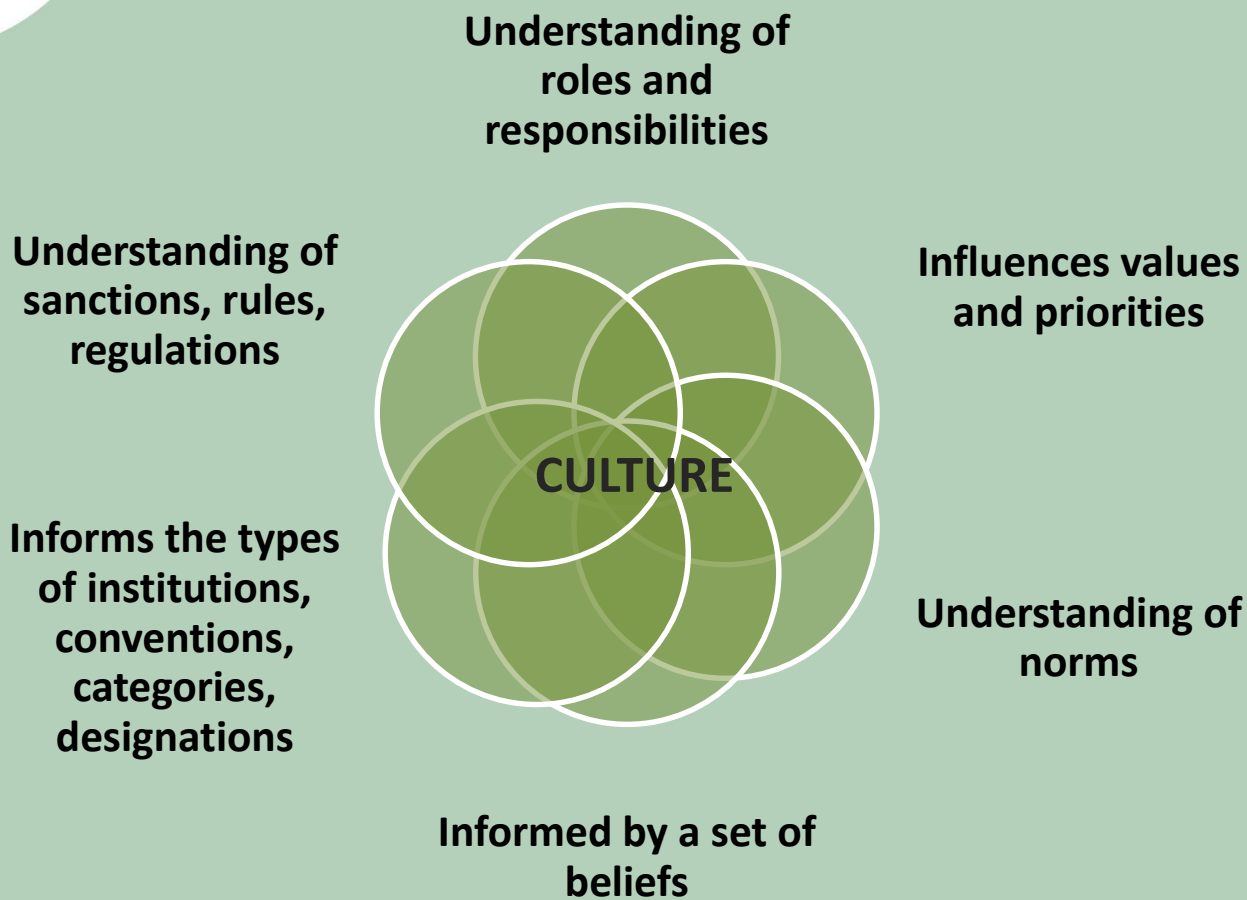 Understanding of
roles and
responsibilities
Influences values
and priorities
Understanding of
norms
Informed by a set of
beliefs
Informs the types
of institutions,
conventions,
categories,
designations
Understanding of
sanctions, rules,
regulations
CULTURE